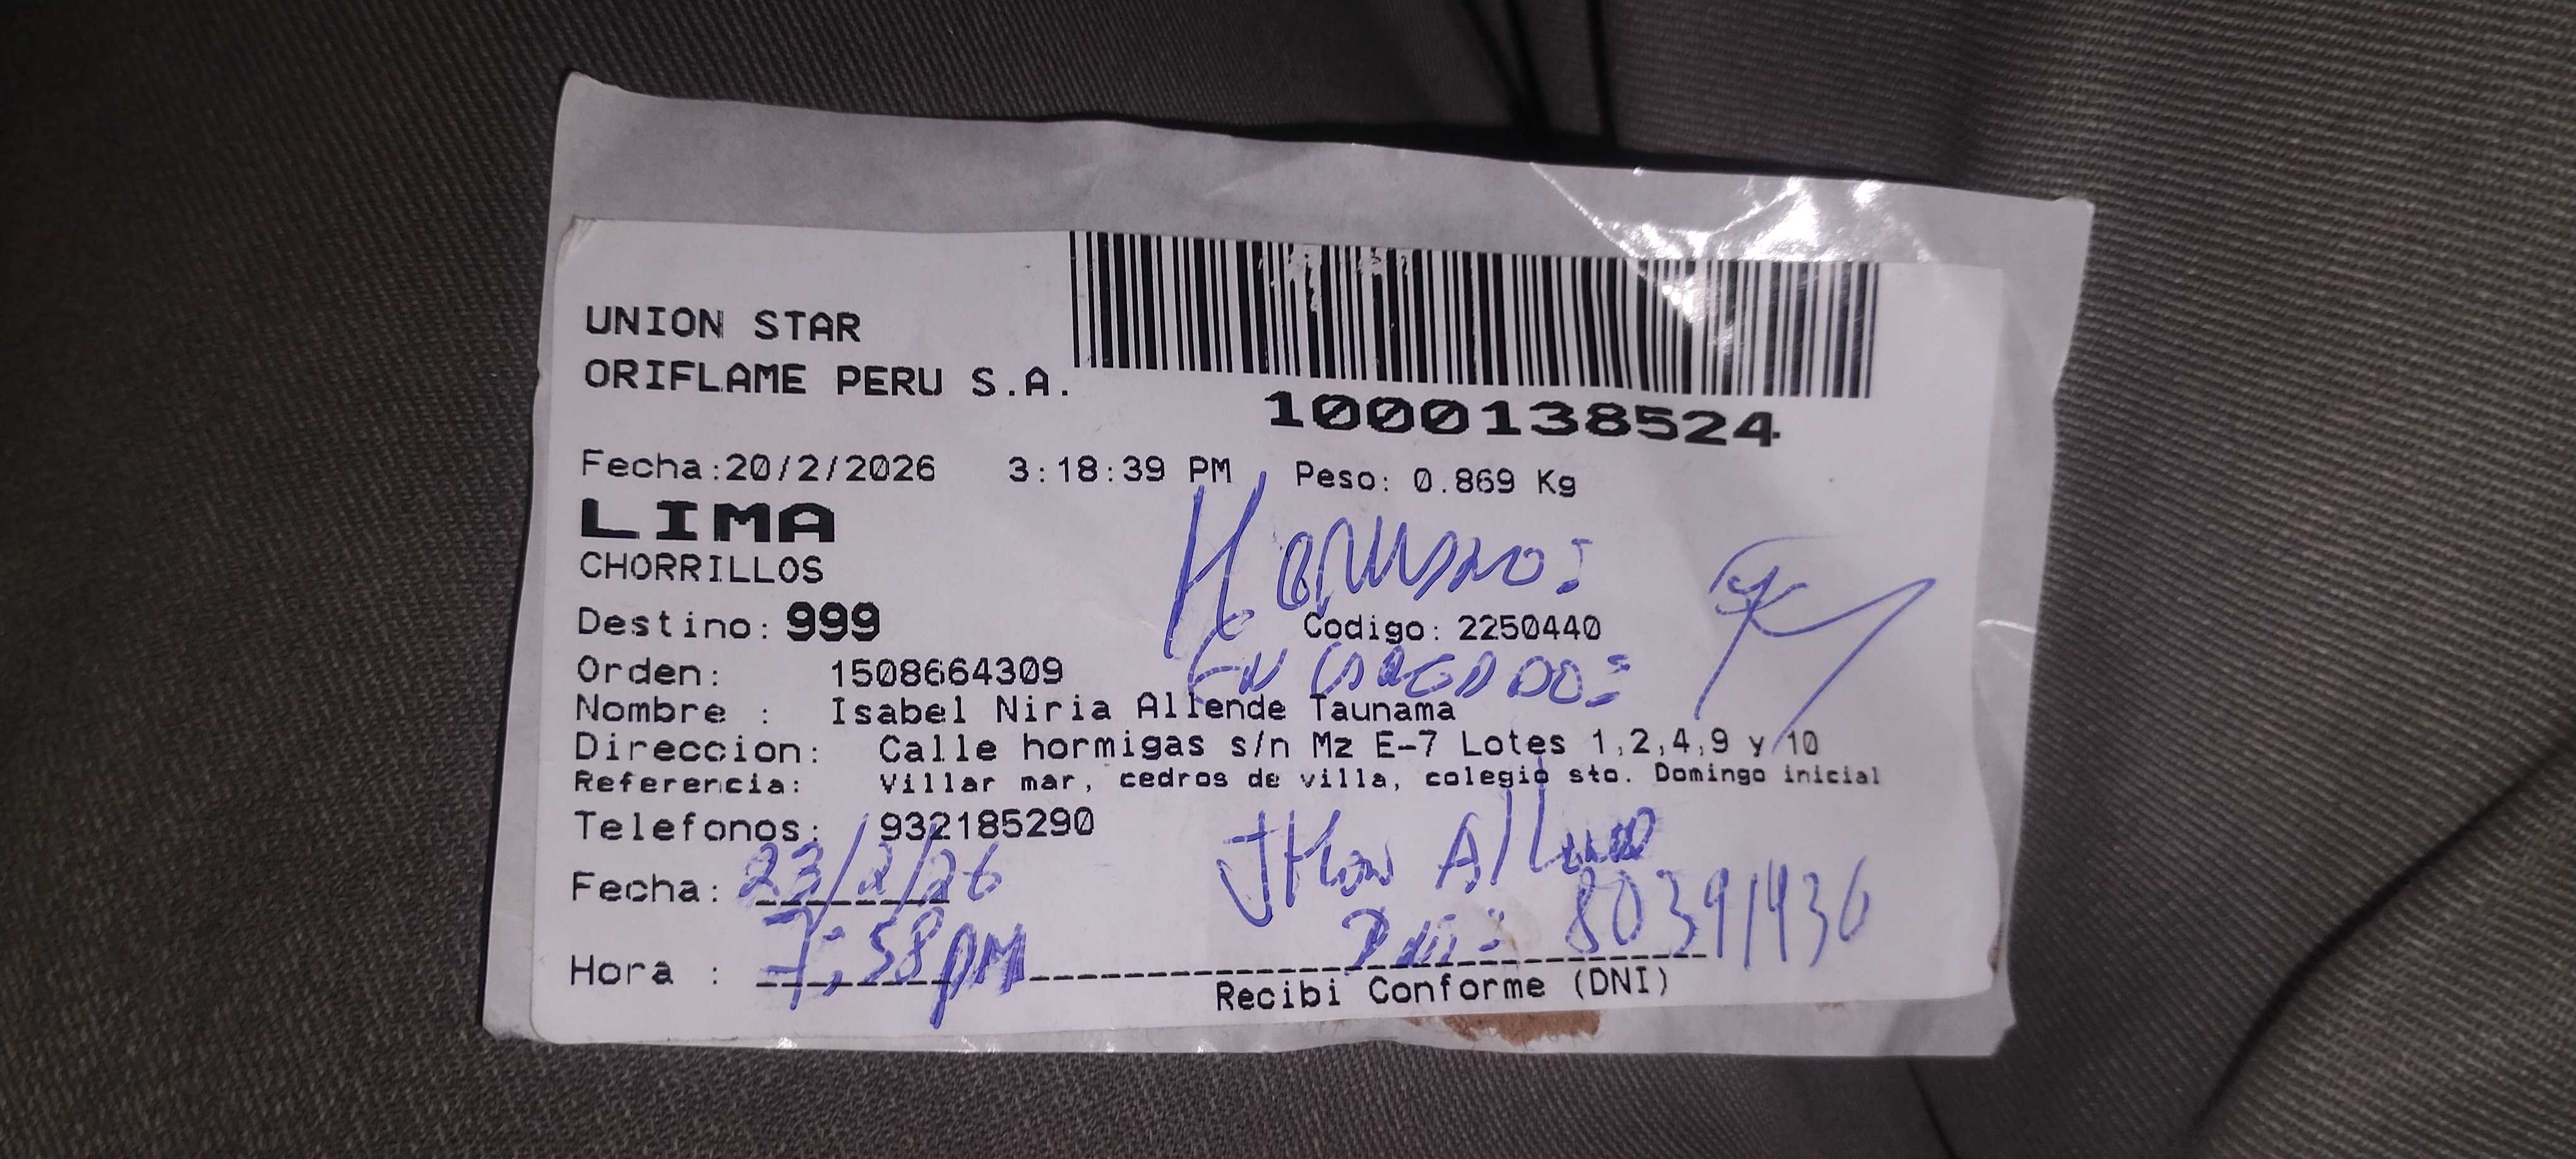 UNION STAR
ORIFLAME PERU S.A.
1000138524
Fecha:20/2/2026 3:18:39 PM Peso: 0.869 Kg
LIMA
CHORRILLOS
Destino: 999 Codigo: 2250440
Orden: 1508664309
Nombre : Isabel Niria Allende Taunama
Direccion: Calle hormigas s/n Mz E-7 Lotes 1,2,4,9 y 10
Referencia: Villar mar, cedros de villa, colegio sto. Domingo inicial
Telefonos: 932185290
Fecha: 23/2/26
80391436
Hora : 7:58 PM
Recibi Conforme (DNI)